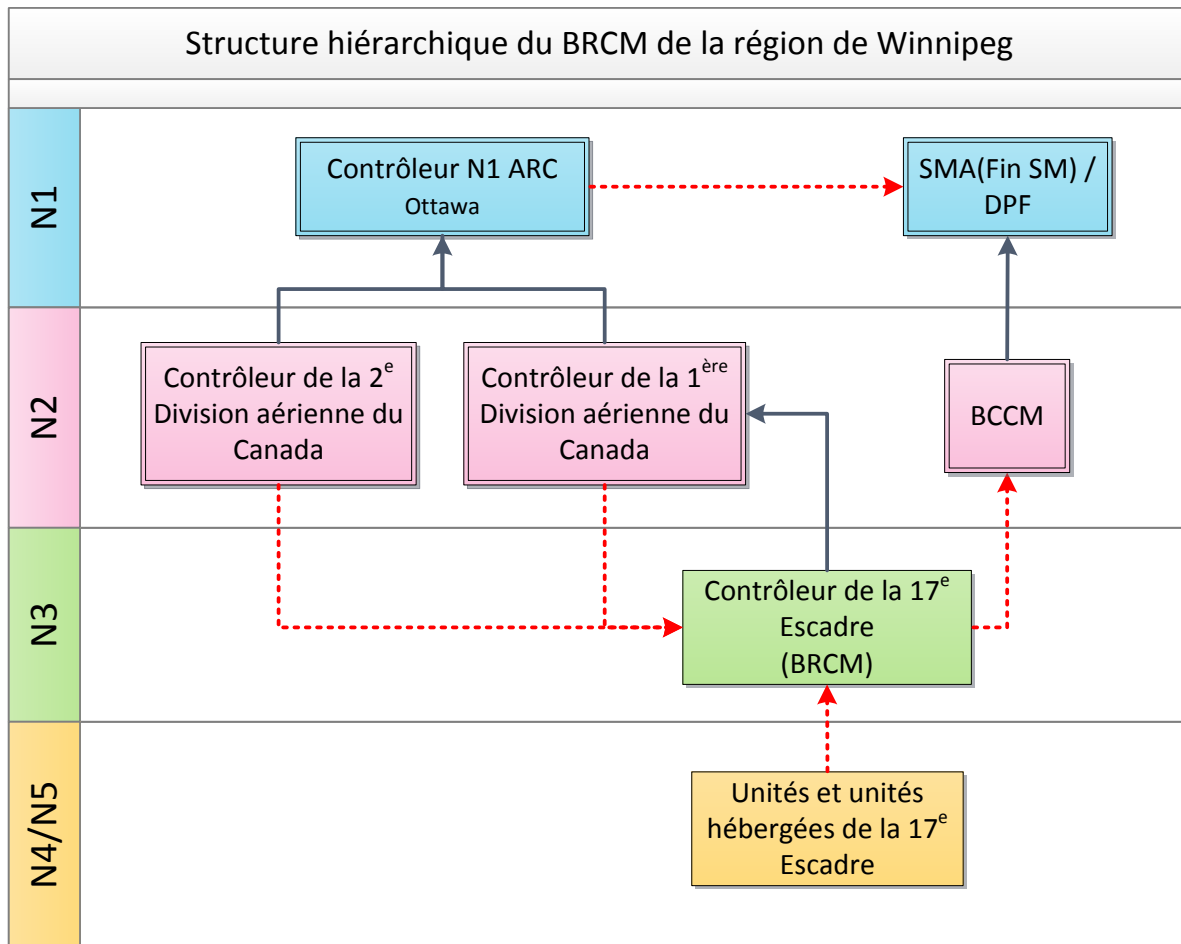 Structure hiérarchique du BRCM de la région de Winnipeg
N1
Contrôleur N1 ARC
Ottawa
SMA(Fin SM) /
DPF
N2
Contrôleur de la 2e
Division aérienne du
Canada
Contrôleur de la 1ère
Division aérienne du
Canada
BCCM
N3
Contrôleur de la 17e
Escadre
(BRCM)
N4/N5
Unités et unités
hébergées de la 17e
Escadre